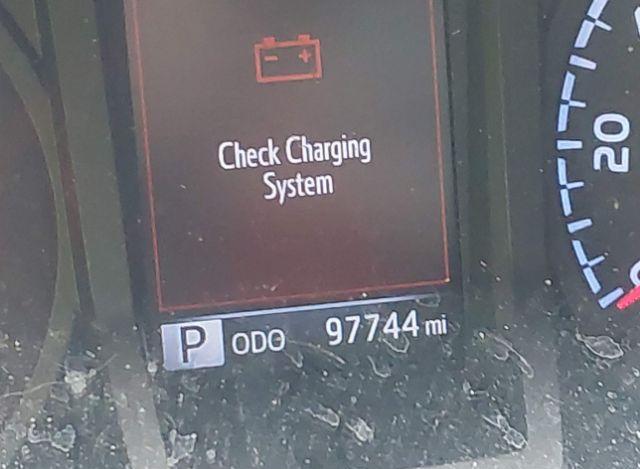 Check Charging
System
P ODO 97744 mi
20